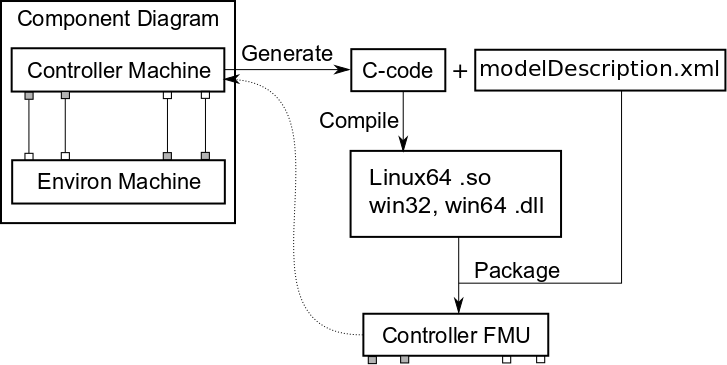 Component Diagram
Controller Machine
Environ Machine
Generate
C-code
+
modelDescription.xml
Compile
Linux64 .so
win32, win64 .dll
Package
Controller FMU